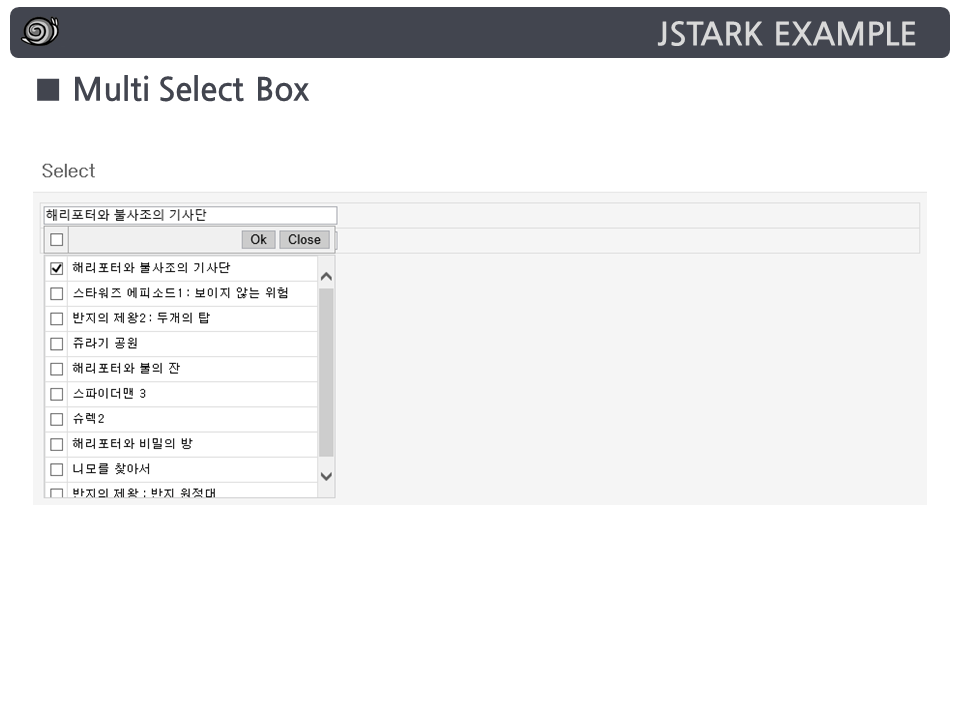 JSTARK EXAMPLE
■ Multi Select Box
Select
해리포터와 불사조의 기사단
Ok Close
해리포터와 불사조의 기사단
스타워즈 에피소드1 : 보이지 않는 위험
반지의 제왕2 : 두개의 탑
쥬라기 공원
해리포터와 불의 잔
스파이더맨 3
슈렉2
해리포터와 비밀의 방
니모를 찾아서
반지의 제왕 : 반지 원정대